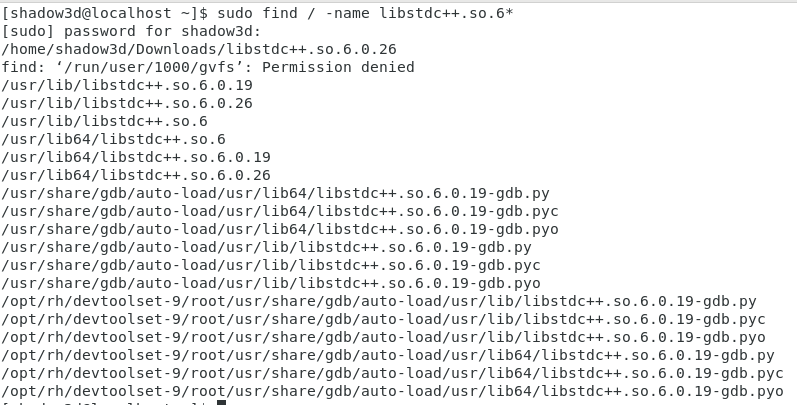 [shadow3d@localhost ~]$ sudo find / -name libstdc++.so.6*
[sudo] password for shadow3d:
/home/shadow3d/Downloads/libstdc++.so.6.0.26
find: ‘/run/user/1000/gvfs’: Permission denied
/usr/lib/libstdc++.so.6.0.19
/usr/lib/libstdc++.so.6.0.26
/usr/lib/libstdc++.so.6
/usr/lib64/libstdc++.so.6
/usr/lib64/libstdc++.so.6.0.19
/usr/lib64/libstdc++.so.6.0.26
/usr/share/gdb/auto-load/usr/lib64/libstdc++.so.6.0.19-gdb.py
/usr/share/gdb/auto-load/usr/lib64/libstdc++.so.6.0.19-gdb.pyc
/usr/share/gdb/auto-load/usr/lib64/libstdc++.so.6.0.19-gdb.pyo
/usr/share/gdb/auto-load/usr/lib/libstdc++.so.6.0.19-gdb.py
/usr/share/gdb/auto-load/usr/lib/libstdc++.so.6.0.19-gdb.pyc
/usr/share/gdb/auto-load/usr/lib/libstdc++.so.6.0.19-gdb.pyo
/opt/rh/devtoolset-9/root/usr/share/gdb/auto-load/usr/lib/libstdc++.so.6.0.19-gdb.py
/opt/rh/devtoolset-9/root/usr/share/gdb/auto-load/usr/lib/libstdc++.so.6.0.19-gdb.pyc
/opt/rh/devtoolset-9/root/usr/share/gdb/auto-load/usr/lib/libstdc++.so.6.0.19-gdb.pyo
/opt/rh/devtoolset-9/root/usr/share/gdb/auto-load/usr/lib64/libstdc++.so.6.0.19-gdb.py
/opt/rh/devtoolset-9/root/usr/share/gdb/auto-load/usr/lib64/libstdc++.so.6.0.19-gdb.pyc
/opt/rh/devtoolset-9/root/usr/share/gdb/auto-load/usr/lib64/libstdc++.so.6.0.19-gdb.pyo